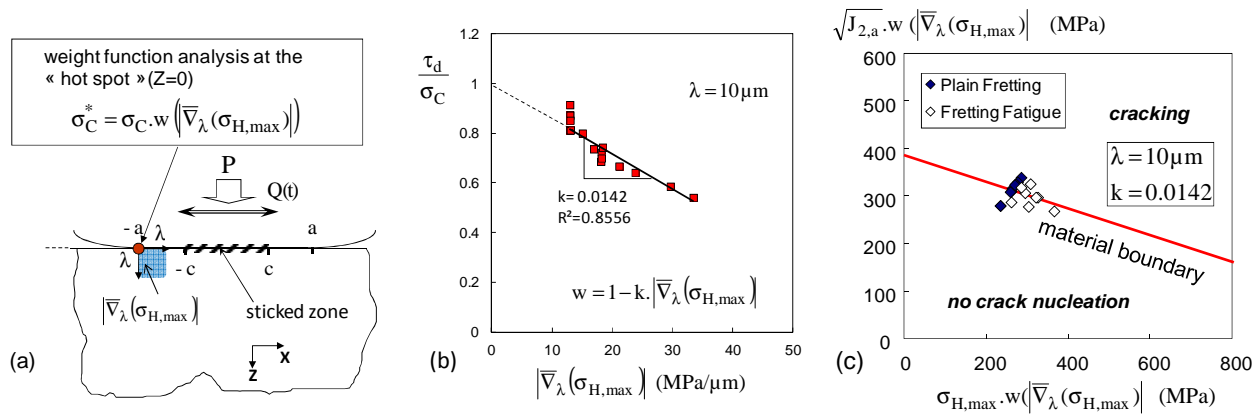 weight function analysis at the
« hot spot » (Z=0)
σ*C = σC.w(|∇̅λ(σH,max)|)
P
Q(t)
- a
λ
a
λ
- c
c
|∇̅λ(σH,max)|
sticked zone
X
Z
(a)
τd/σC
1
0.8
0.6
0.4
0.2
0
λ = 10µm
k= 0.0142
R²=0.8556
w = 1 − k.|∇̅λ(σH,max)|
0 10 20 30 40 50
|∇̅λ(σH,max)| (MPa/µm)
(b)
√J2,a.w (|∇̅λ(σH,max)| (MPa)
600
500
400
300
200
100
0
Plain Fretting
Fretting Fatigue
cracking
λ = 10µm
k = 0.0142
material boundary
no crack nucleation
0 200 400 600 800
σH,max.w(|∇̅λ(σH,max)| (MPa)
(c)